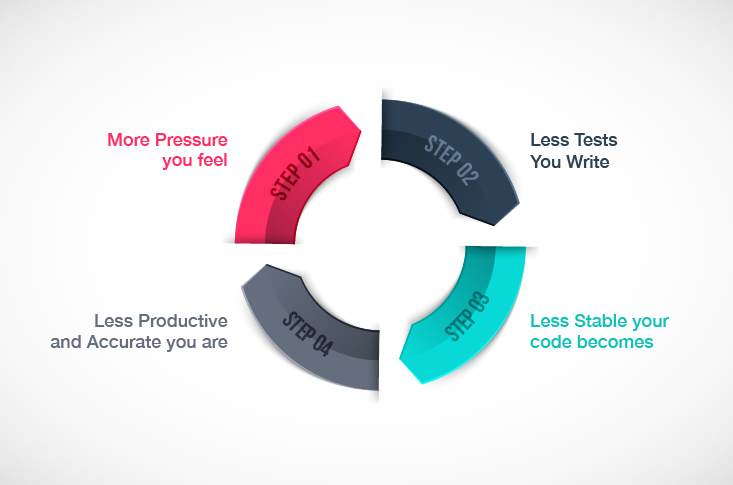 More Pressure
you feel
STEP 01
STEP 02
Less Tests
You Write
Less Productive
and Accurate you are
STEP 04
STEP 03
Less Stable your
code becomes